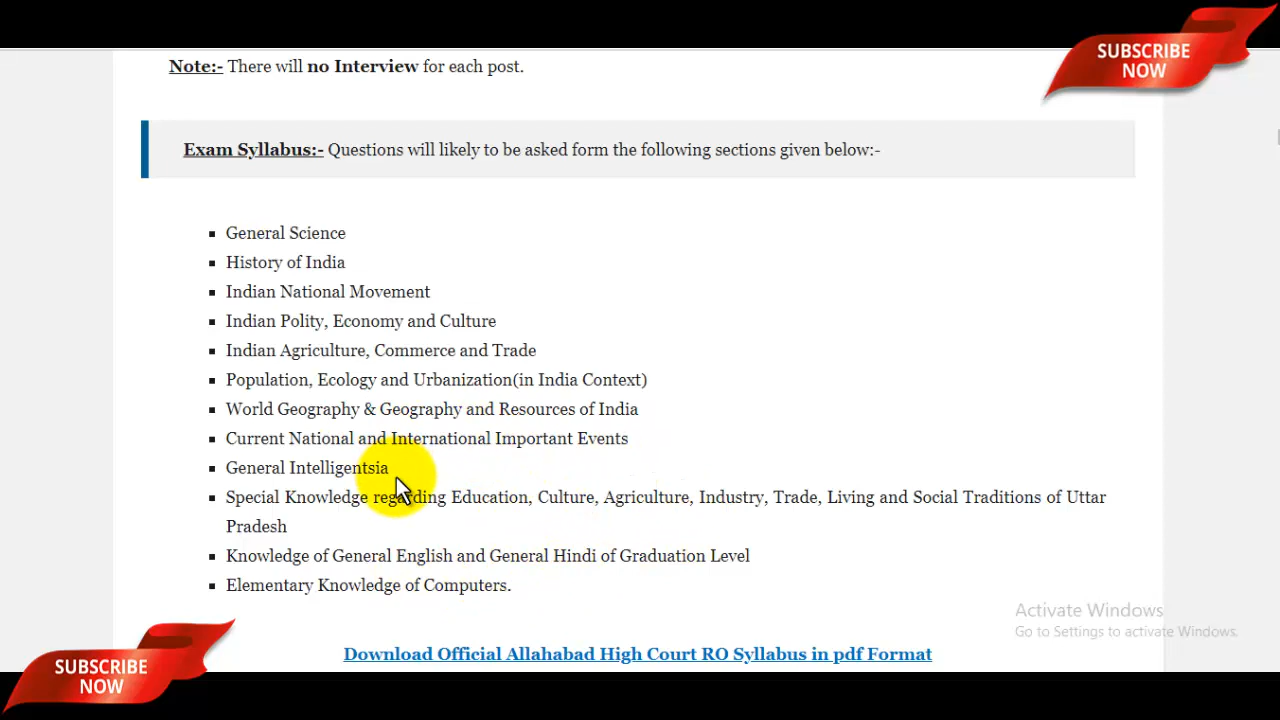 SUBSCRIBE
NOW
Note:- There will no Interview for each post.
Exam Syllabus:- Questions will likely to be asked form the following sections given below:-
▪ General Science
▪ History of India
▪ Indian National Movement
▪ Indian Polity, Economy and Culture
▪ Indian Agriculture, Commerce and Trade
▪ Population, Ecology and Urbanization(in India Context)
▪ World Geography & Geography and Resources of India
▪ Current National and International Important Events
▪ General Intelligentsia
▪ Special Knowledge regarding Education, Culture, Agriculture, Industry, Trade, Living and Social Traditions of Uttar
Pradesh
▪ Knowledge of General English and General Hindi of Graduation Level
▪ Elementary Knowledge of Computers.
Activate Windows
Go to Settings to activate Windows.
Download Official Allahabad High Court RO Syllabus in pdf Format
SUBSCRIBE
NOW